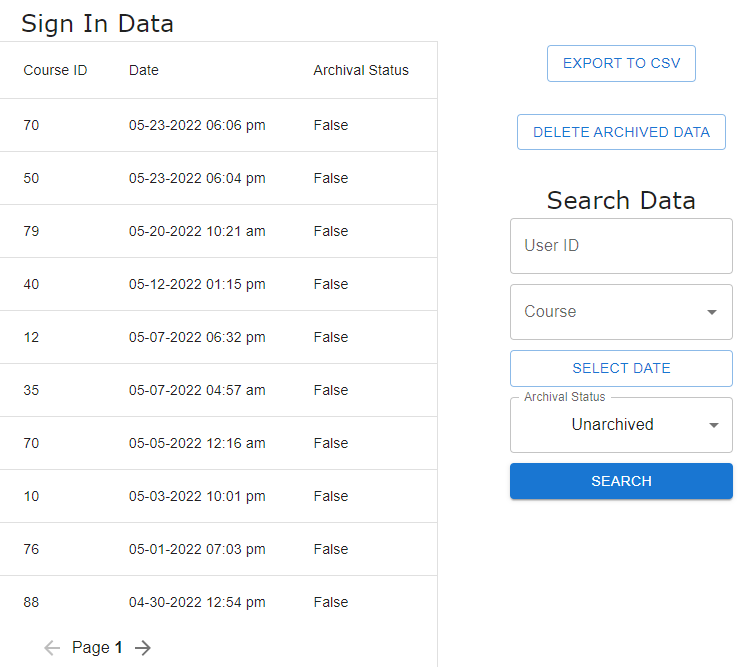 Sign In Data
Course ID Date Archival Status
70 05-23-2022 06:06 pm False
50 05-23-2022 06:04 pm False
79 05-20-2022 10:21 am False
40 05-12-2022 01:15 pm False
12 05-07-2022 06:32 pm False
35 05-07-2022 04:57 am False
70 05-05-2022 12:16 am False
10 05-03-2022 10:01 pm False
76 05-01-2022 07:03 pm False
88 04-30-2022 12:54 pm False
Page 1
EXPORT TO CSV
DELETE ARCHIVED DATA
Search Data
User ID
Course
SELECT DATE
Archival Status
Unarchived
SEARCH